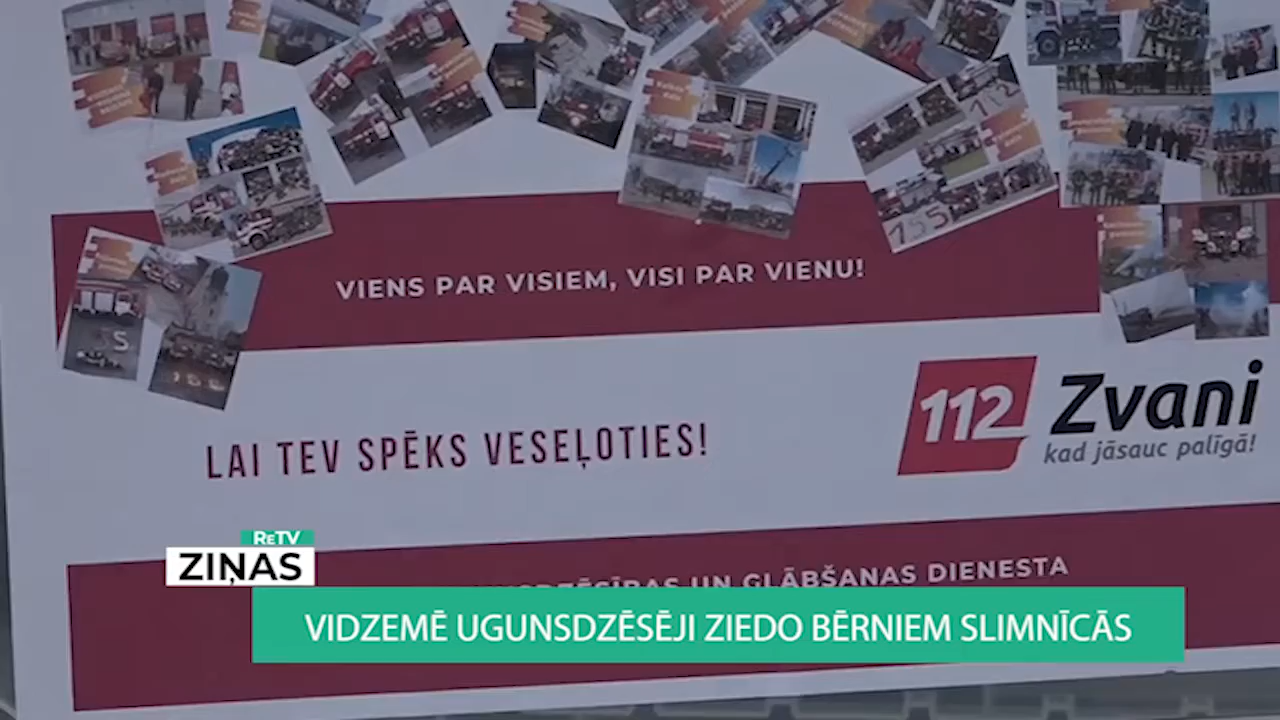 VIENS PAR VISIEM, VISI PAR VIENU!
112 Zvani
kad jāsauc palīgā!
LAI TEV SPĒKS VESEĻOTIES!
UN GLĀBŠANAS DIENESTA
ReTV
ZIŅAS
VIDZEMĒ UGUNSDZĒSĒJI ZIEDO BĒRNIEM SLIMNĪCĀS